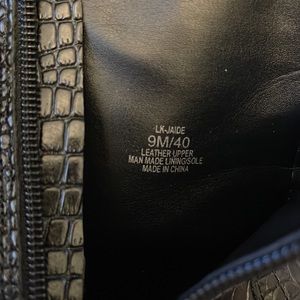 LK-JAIDE
9M/40
LEATHER UPPER
MAN MADE LINING/SOLE
MADE IN CHINA